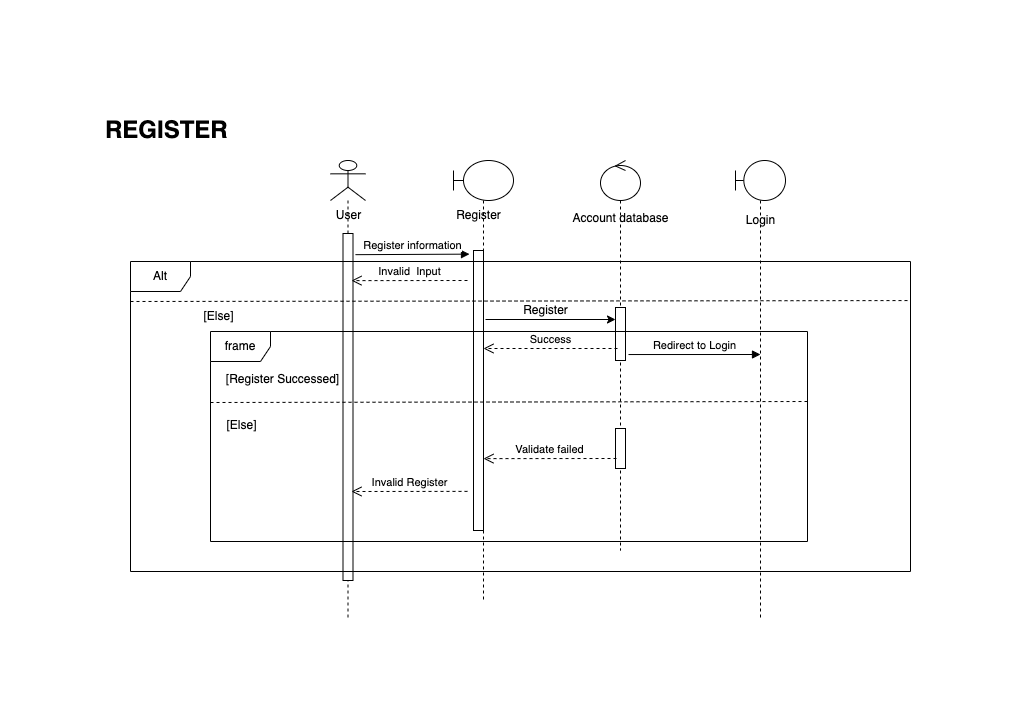 REGISTER
User
Register
Account database
Login
Register information
Alt
Invalid Input
[Else]
Register
frame
Success
Redirect to Login
[Register Successed]
[Else]
Validate failed
Invalid Register